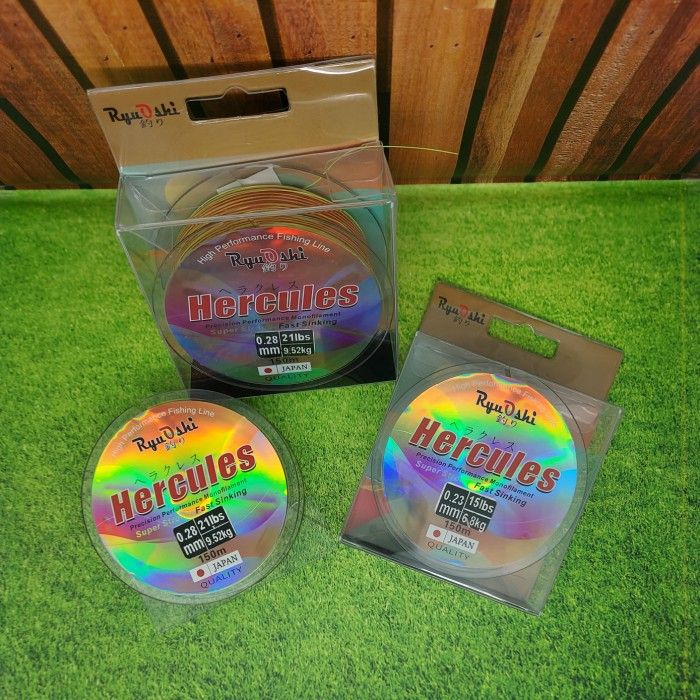 RyuOshi
釣り
High Performance Fishing Line
RyuOshi
釣り
ヘラクレス
Hercules
Precision Performance Monofilament
Super Fast Sinking
0.28 21lbs
mm 9.52kg
150m
JAPAN
QUALITY
High Performance Fishing Line
RyuOshi
釣り
ヘラクレス
Hercules
Precision Performance Monofilament
Super Fast Sinking
0.28 21lbs
mm 9.52kg
150m
JAPAN
QUALITY
RyuOshi
釣り
High Performance Fishing Line
RyuOshi
釣り
ヘラクレス
Hercules
Precision Performance Monofilament
Super Fast Sinking
0.23 15lbs
mm 6,8kg
150m
JAPAN
QUALITY